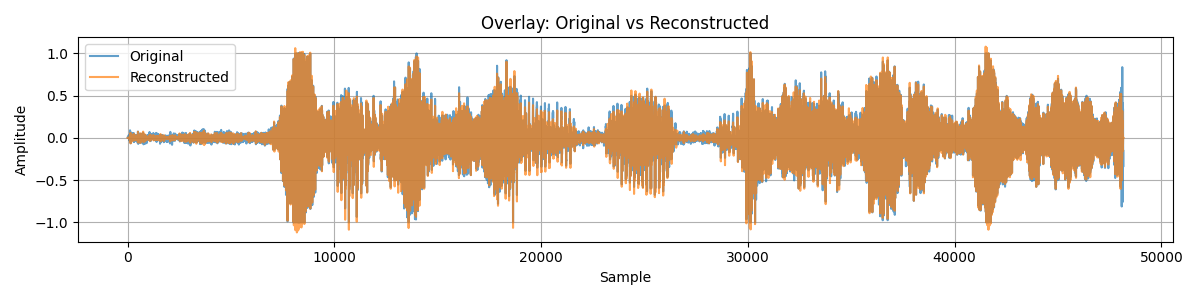 Overlay: Original vs Reconstructed
Original
Reconstructed
Amplitude
1.0
0.5
0.0
−0.5
−1.0
0 10000 20000 30000 40000 50000
Sample